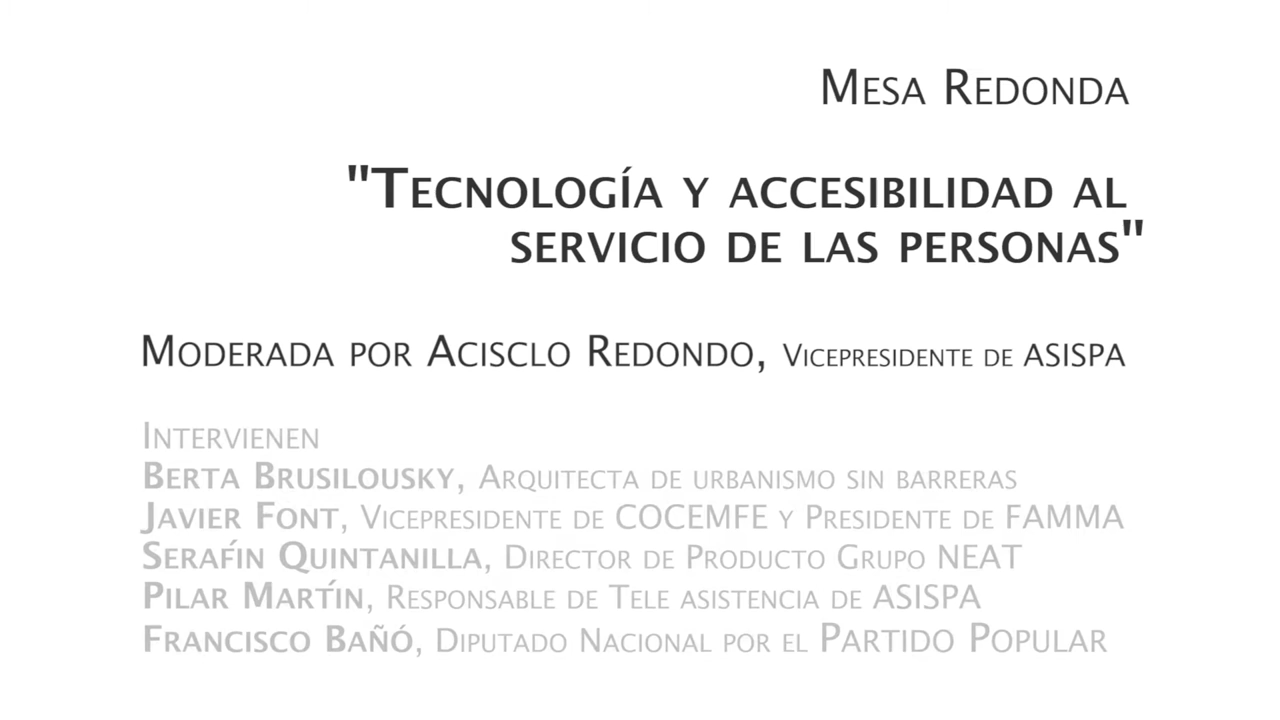 Mesa Redonda
"Tecnología y accesibilidad al
servicio de las personas"
Moderada por Acisclo Redondo, Vicepresidente de ASISPA
Intervienen
Berta Brusilousky, Arquitecta de urbanismo sin barreras
Javier Font, Vicepresidente de COCEMFE y Presidente de FAMMA
Serafín Quintanilla, Director de Producto Grupo NEAT
Pilar Martín, Responsable de Tele asistencia de ASISPA
Francisco Bañó, Diputado Nacional por el Partido Popular